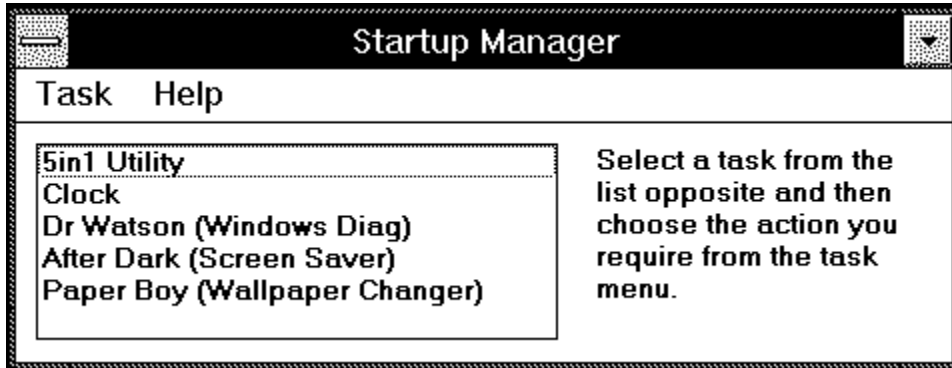 Startup Manager
Task Help
5in1 Utility
Clock
Dr Watson (Windows Diag)
After Dark (Screen Saver)
Paper Boy (Wallpaper Changer)
Select a task from the
list opposite and then
choose the action you
require from the task
menu.